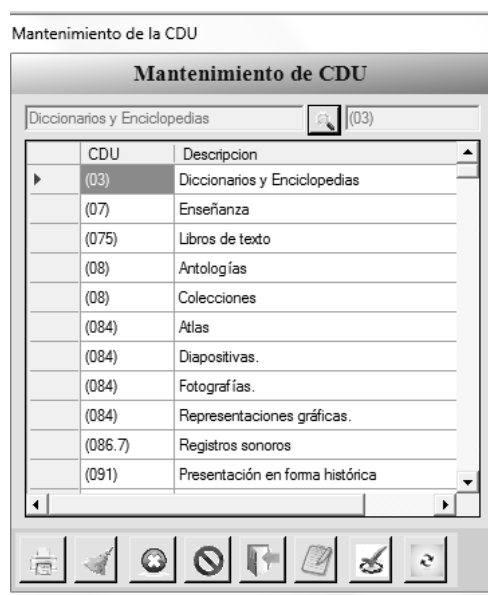 Mantenimiento de la CDU
Mantenimiento de CDU
Diccionarios y Enciclopedias (03)
CDU Descripcion
(03) Diccionarios y Enciclopedias
(07) Enseñanza
(075) Libros de texto
(08) Antologías
(08) Colecciones
(084) Atlas
(084) Diapositivas.
(084) Fotografías.
(084) Representaciones gráficas.
(086.7) Registros sonoros
(091) Presentación en forma histórica